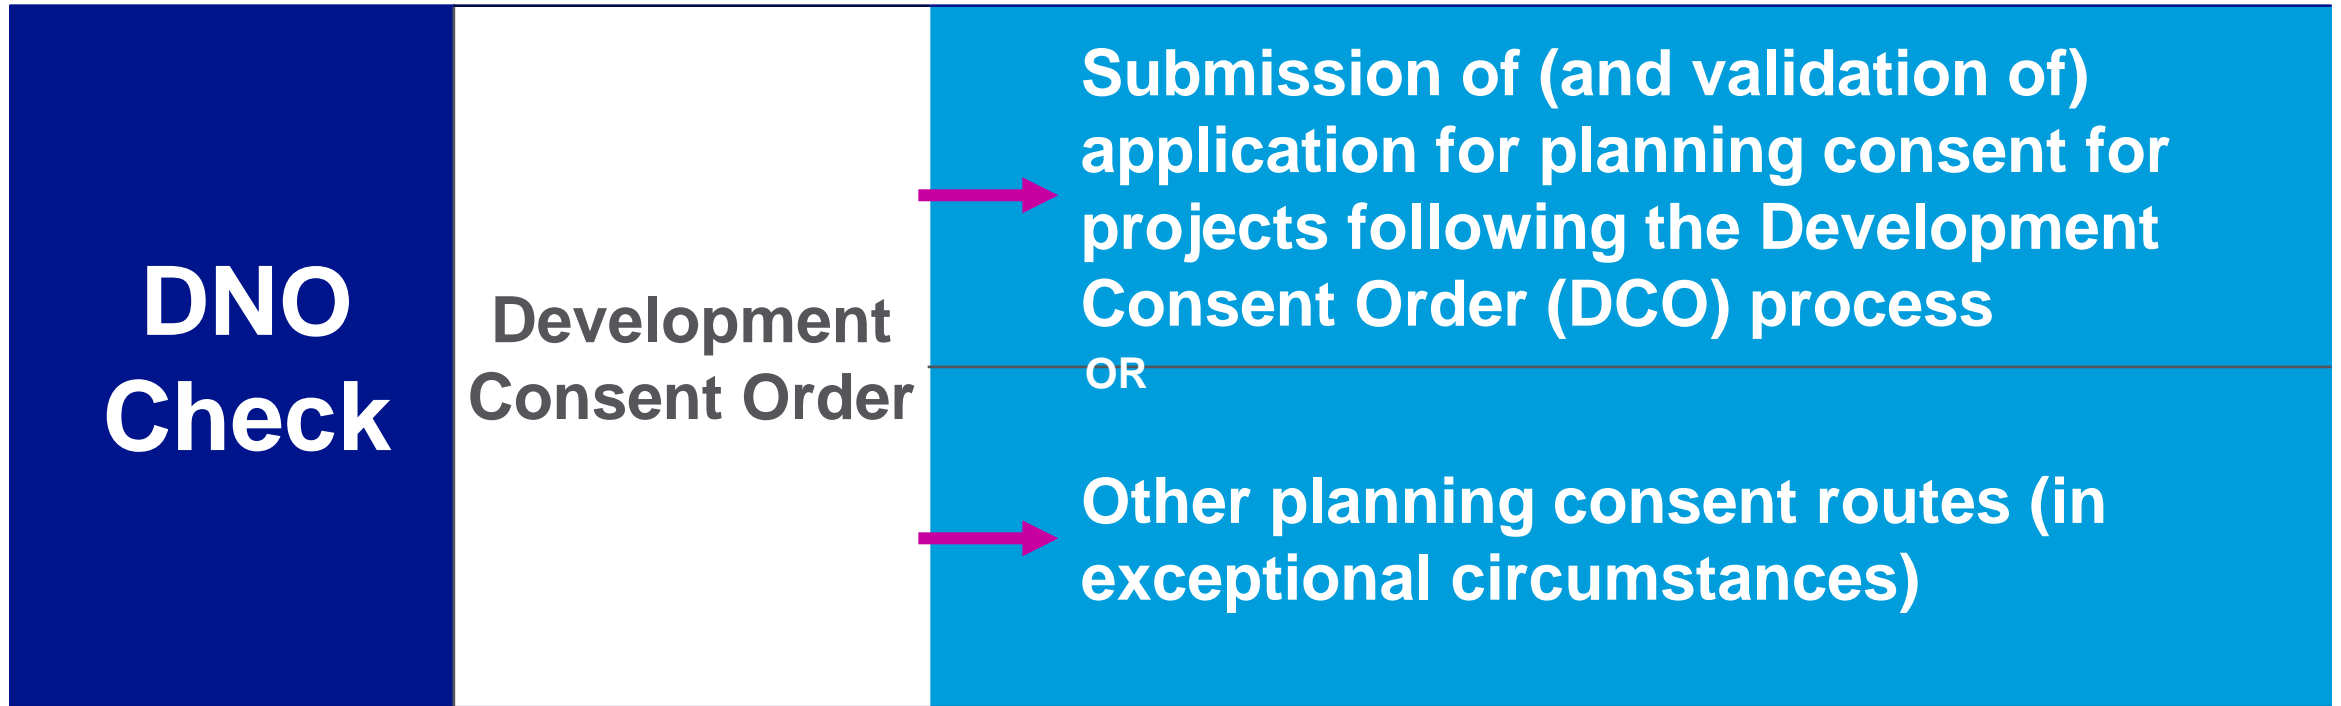 DNO
Check
Development
Consent Order
Submission of (and validation of)
application for planning consent for
projects following the Development
Consent Order (DCO) process
OR
Other planning consent routes (in
exceptional circumstances)